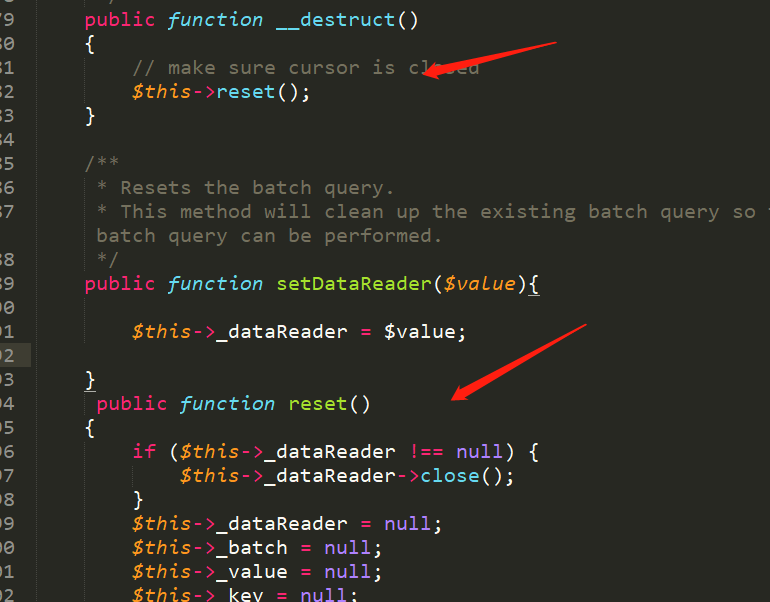 79 public function __destruct()
80 {
81 // make sure cursor is closed
82 $this->reset();
83 }
84
85 /**
86 * Resets the batch query.
87 * This method will clean up the existing batch query so
batch query can be performed.
88 */
89 public function setDataReader($value){
90
91 $this->_dataReader = $value;
92
93 }
94 public function reset()
95 {
96 if ($this->_dataReader !== null) {
97 $this->_dataReader->close();
98 }
99 $this->_dataReader = null;
00 $this->_batch = null;
01 $this->_value = null;
02 $this->_key = null;